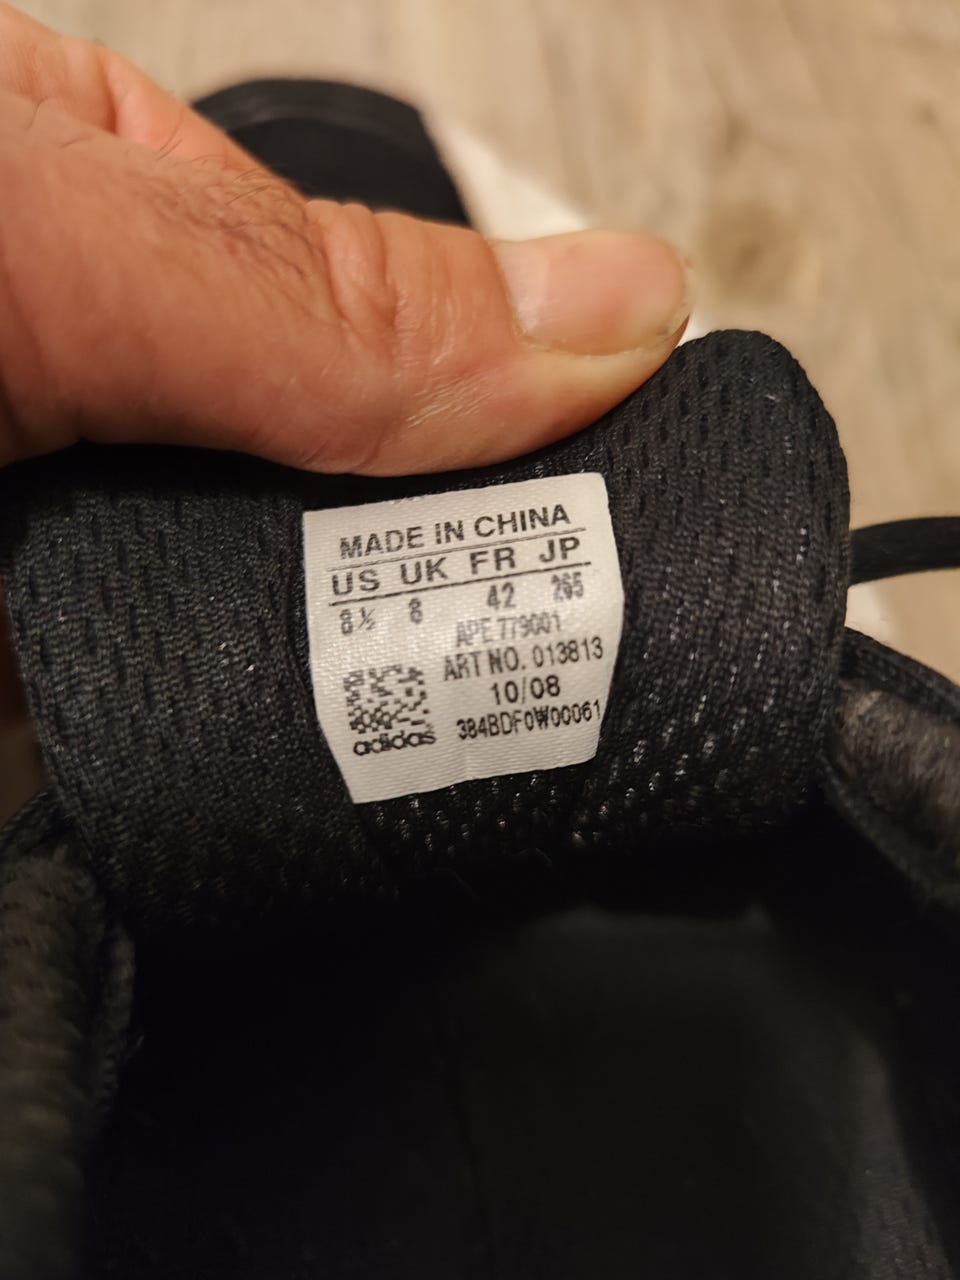 MADE IN CHINA
US UK FR JP
8½ 8 42 265
APE 779001
ART NO. 013813
10/08
adidas 384BDF0W00061